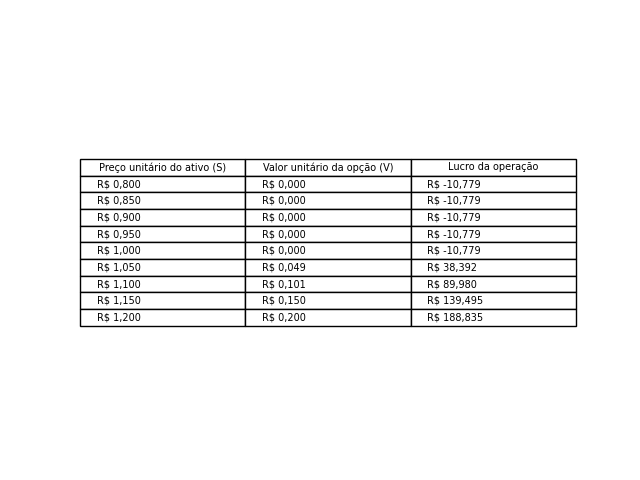 Preço unitário do ativo (S) Valor unitário da opção (V) Lucro da operação
R$ 0,800 R$ 0,000 R$ -10,779
R$ 0,850 R$ 0,000 R$ -10,779
R$ 0,900 R$ 0,000 R$ -10,779
R$ 0,950 R$ 0,000 R$ -10,779
R$ 1,000 R$ 0,000 R$ -10,779
R$ 1,050 R$ 0,049 R$ 38,392
R$ 1,100 R$ 0,101 R$ 89,980
R$ 1,150 R$ 0,150 R$ 139,495
R$ 1,200 R$ 0,200 R$ 188,835